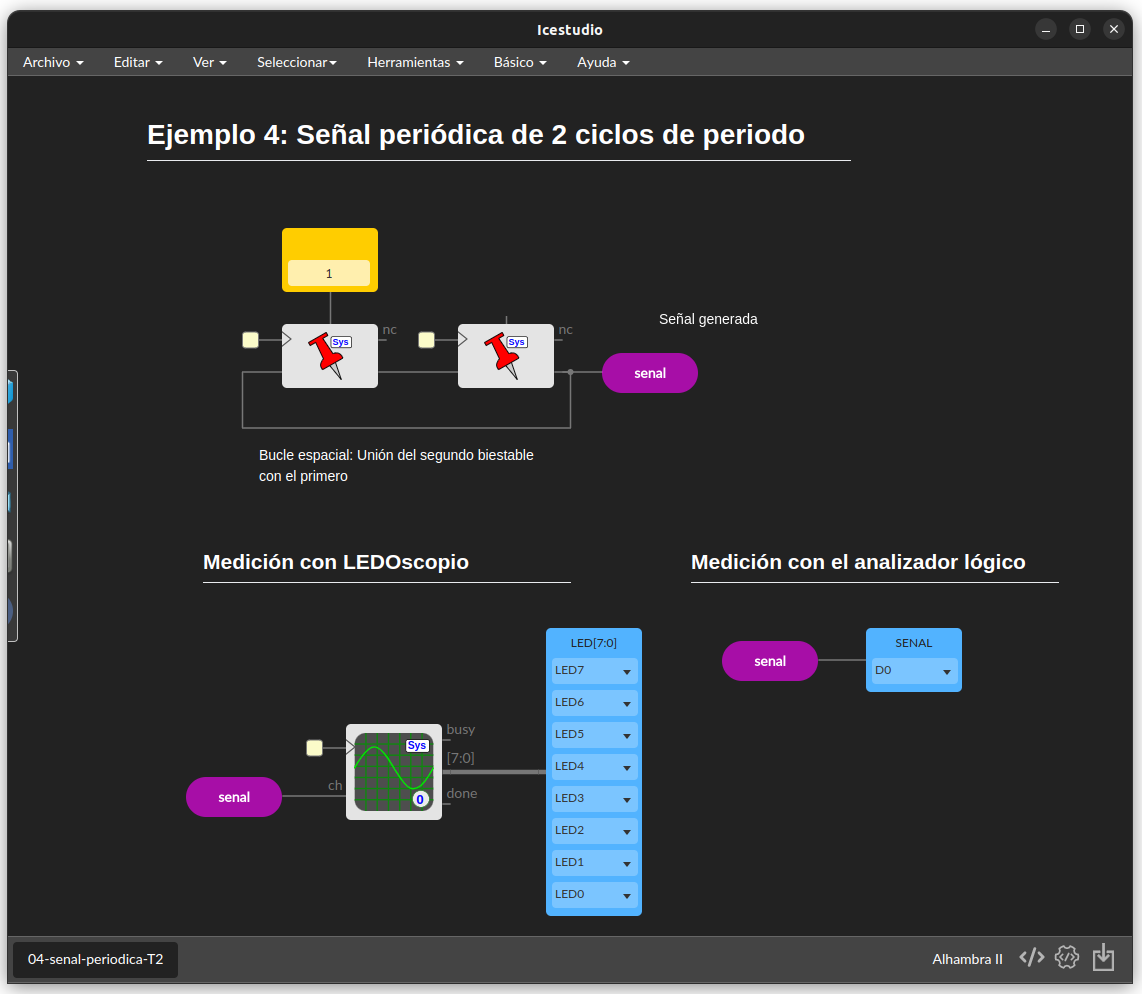 Icestudio
Archivo Editar Ver Seleccionar Herramientas Básico Ayuda
Ejemplo 4: Señal periódica de 2 ciclos de periodo
1
Sys
nc
Sys
nc
Señal generada
senal
Bucle espacial: Unión del segundo biestable
con el primero
Medición con LEDOscopio
Medición con el analizador lógico
LED[7:0]
LED7
LED6
LED5
LED4
LED3
LED2
LED1
LED0
senal
SENAL
D0
busy
Sys
[7:0]
ch
done
0
senal
04-senal-periodica-T2
Alhambra II